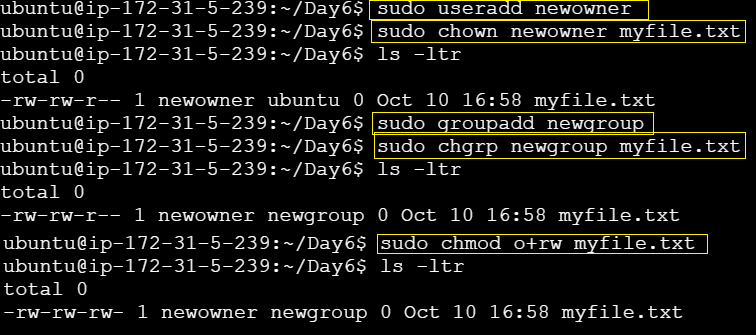 ubuntu@ip-172-31-5-239:~/Day6$ sudo useradd newowner
ubuntu@ip-172-31-5-239:~/Day6$ sudo chown newowner myfile.txt
ubuntu@ip-172-31-5-239:~/Day6$ ls -ltr
total 0
-rw-rw-r-- 1 newowner ubuntu 0 Oct 10 16:58 myfile.txt
ubuntu@ip-172-31-5-239:~/Day6$ sudo groupadd newgroup
ubuntu@ip-172-31-5-239:~/Day6$ sudo chgrp newgroup myfile.txt
ubuntu@ip-172-31-5-239:~/Day6$ ls -ltr
total 0
-rw-rw-r-- 1 newowner newgroup 0 Oct 10 16:58 myfile.txt
ubuntu@ip-172-31-5-239:~/Day6$ sudo chmod o+rw myfile.txt
ubuntu@ip-172-31-5-239:~/Day6$ ls -ltr
total 0
-rw-rw-rw- 1 newowner newgroup 0 Oct 10 16:58 myfile.txt